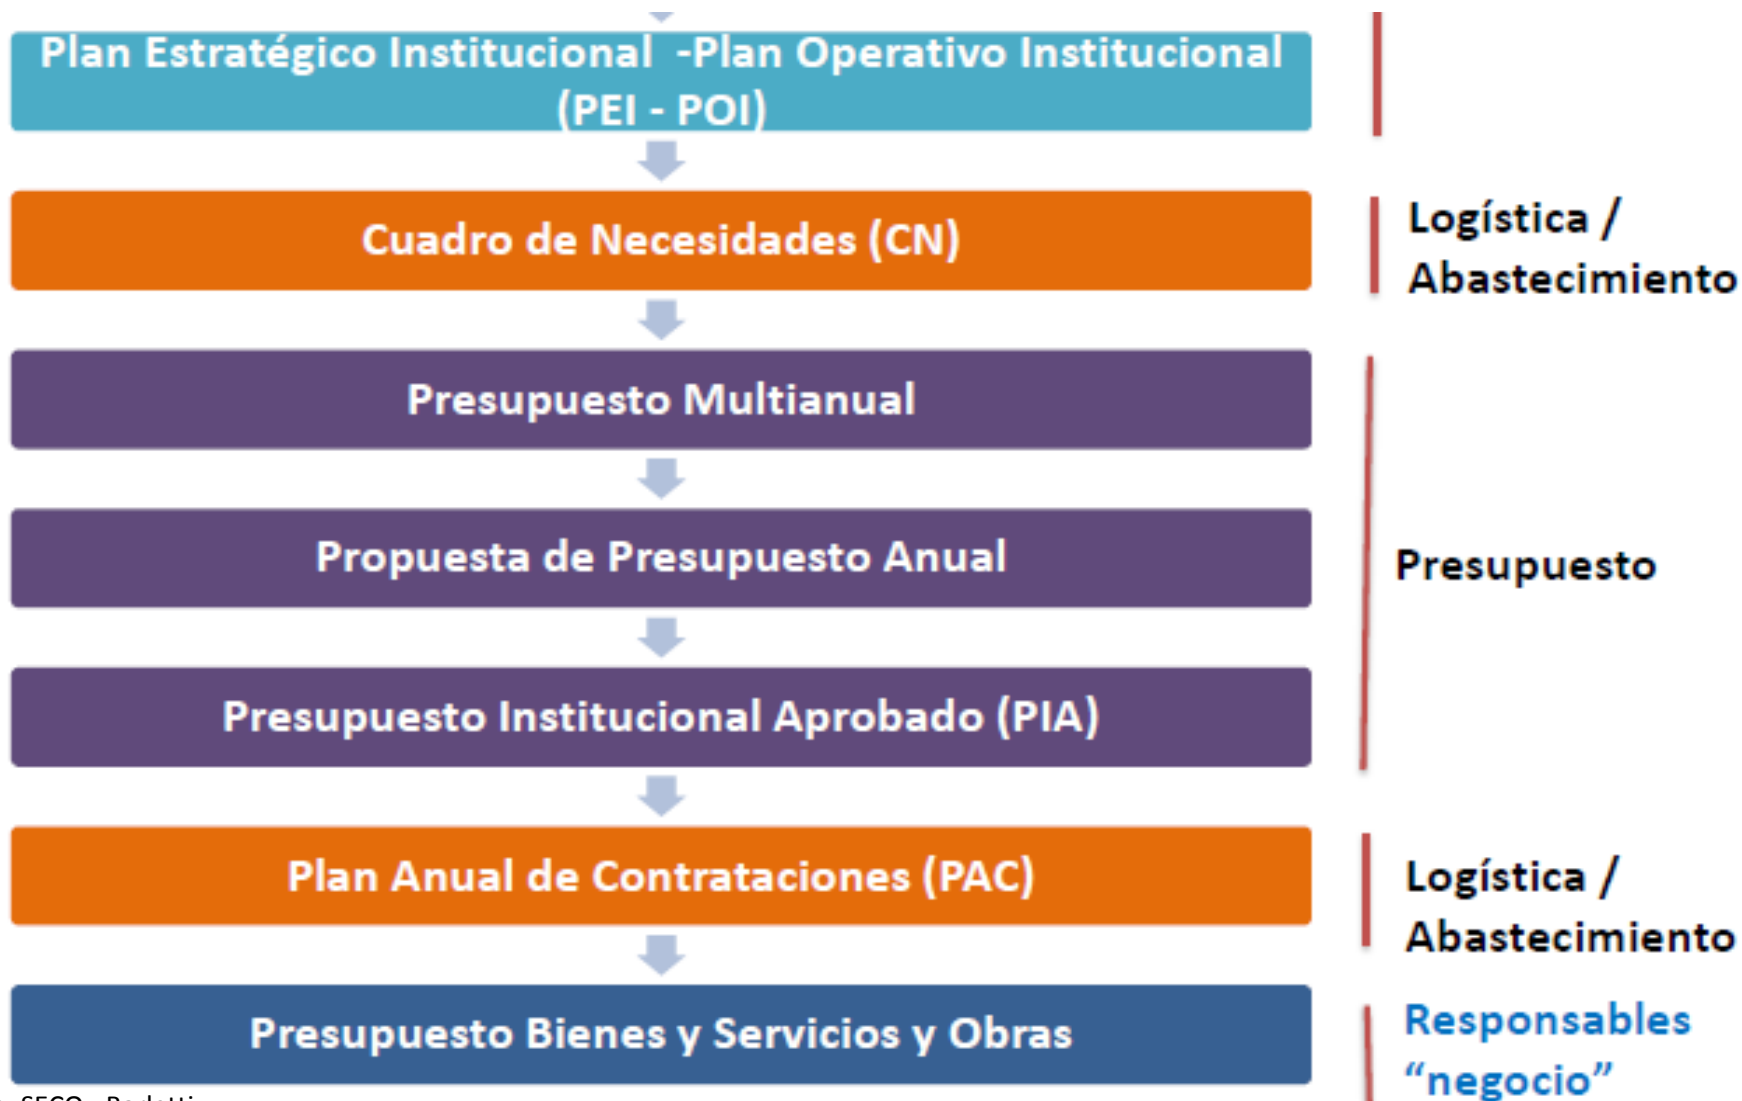 Plan Estratégico Institucional -Plan Operativo Institucional
(PEI - POI)
Cuadro de Necesidades (CN)
Logística /
Abastecimiento
Presupuesto Multianual
Propuesta de Presupuesto Anual
Presupuesto
Presupuesto Institucional Aprobado (PIA)
Plan Anual de Contrataciones (PAC)
Logística /
Abastecimiento
Presupuesto Bienes y Servicios y Obras
Responsables
“negocio”